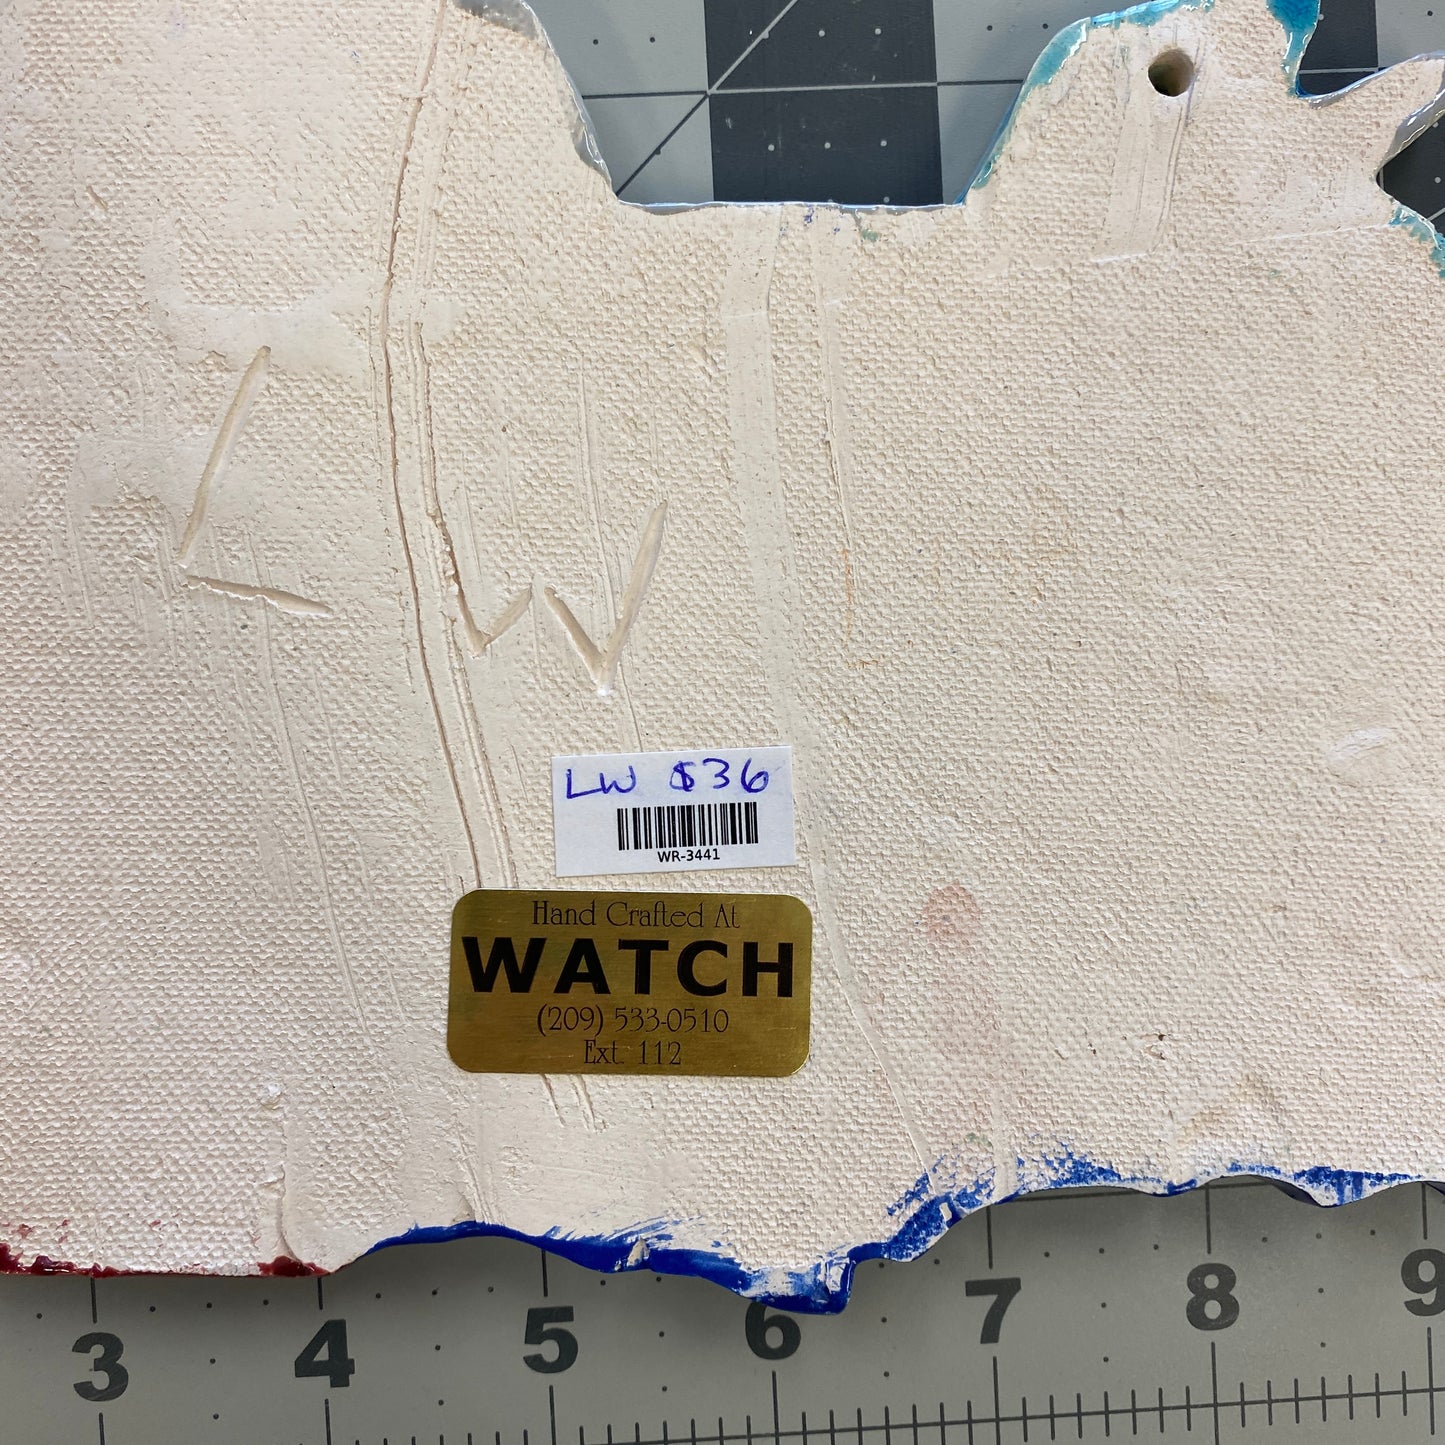 LW
LW $36
WR-3441
Hand Crafted At
WATCH
(209) 533-0510
Ext. 112
3 4 5 6 7 8 9